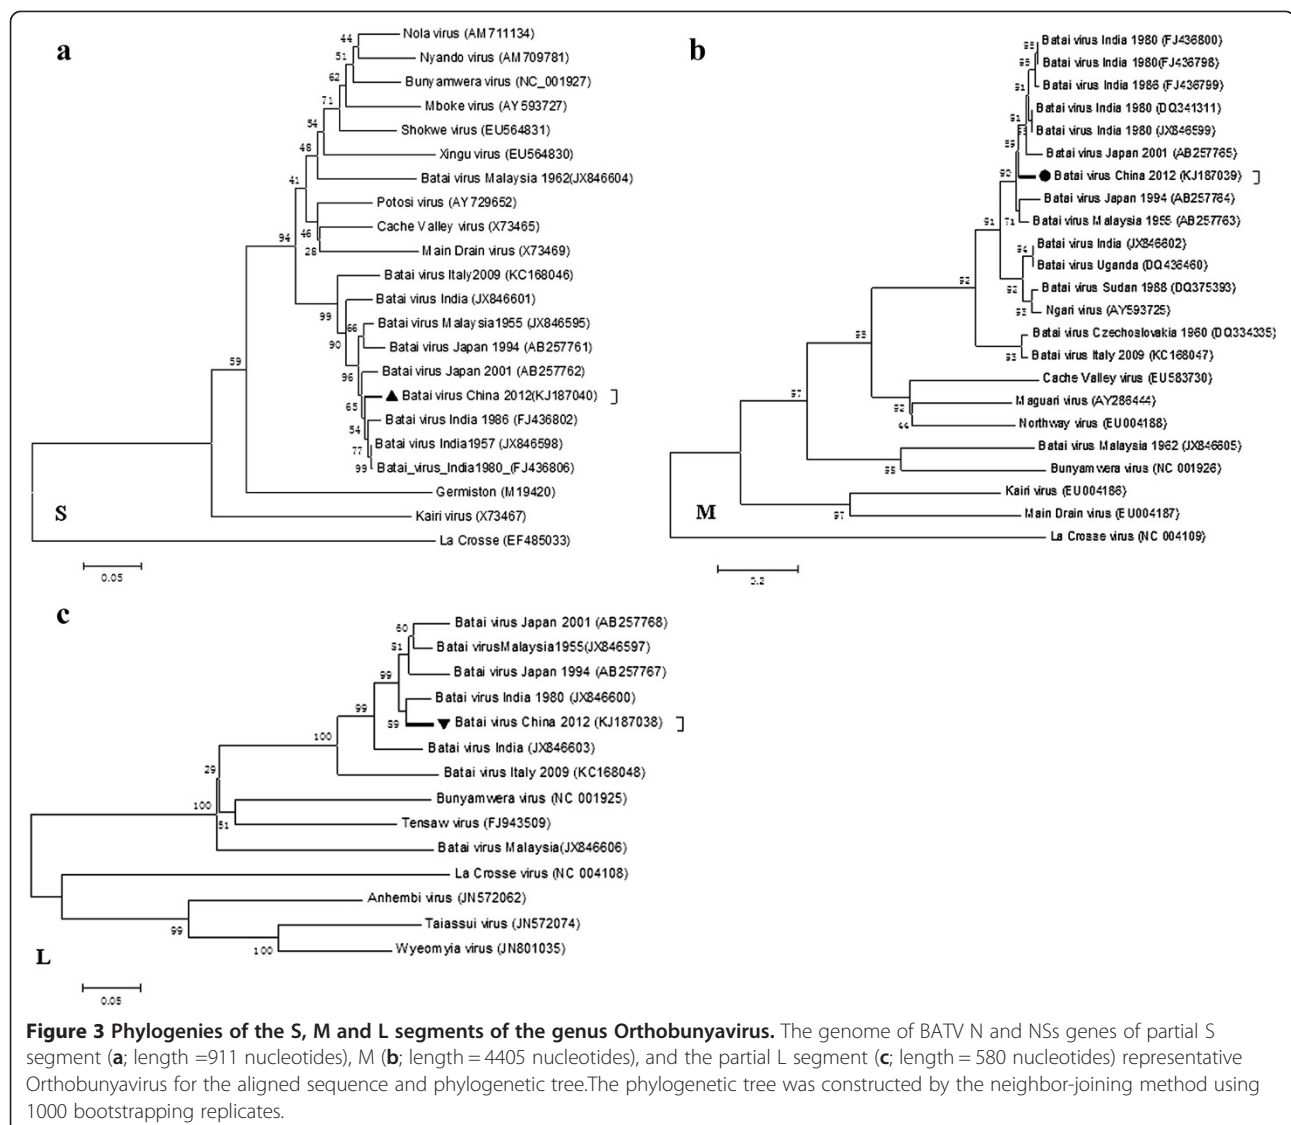 a
44
Nola virus (AM711134)
51
Nyando virus (AM709781)
62
Bunyamwera virus (NC_001927)
71
Mboke virus (AY593727)
54
Shokwe virus (EU564831)
48
Xingu virus (EU564830)
41
Batai virus Malaysia 1962(JX846604)
Potosi virus (AY729652)
94
46
Cache Valley virus (X73465)
28
Main Drain virus (X73469)
Batai virus Italy2009 (KC168046)
99
Batai virus India (JX846601)
90
66
Batai virus Malaysia1955 (JX846595)
Batai virus Japan 1994 (AB257761)
59
96
Batai virus Japan 2001 (AB257762)
65
Batai virus China 2012(KJ187040)
54
Batai virus India 1986 (FJ436802)
77
Batai virus India1957 (JX846598)
99
Batai_virus_India1980_(FJ436806)
Germiston (M19420)
S
Kairi virus (X73467)
La Crosse (EF485033)
0.05
b
Batai virus India 1980 (FJ436800)
Batai virus India 1980(FJ436798)
Batai virus India 1986 (FJ436799)
Batai virus India 1980 (DQ341311)
Batai virus India 1980 (JX846599)
Batai virus Japan 2001 (AB257765)
Batai virus China 2012 (KJ187039)
Batai virus Japan 1994 (AB257764)
71
Batai virus Malaysia 1955 (AB257763)
Batai virus India (JX846602)
Batai virus Uganda (DQ436460)
Batai virus Sudan 1988 (DQ375393)
Ngari virus (AY593725)
Batai virus Czechoslovakia 1960 (DQ334335)
Batai virus Italy 2009 (KC168047)
Cache Valley virus (EU583730)
Maguari virus (AY286444)
44
Northway virus (EU004188)
97
Batai virus Malaysia 1962 (JX846605)
Bunyamwera virus (NC 001926)
Kairi virus (EU004186)
M
97
Main Drain virus (EU004187)
La Crosse virus (NC 004109)
0.2
c
60
Batai virus Japan 2001 (AB257768)
Batai virusMalaysia1955(JX846597)
99
Batai virus Japan 1994 (AB257767)
Batai virus India 1980 (JX846600)
99
Batai virus China 2012 (KJ187038)
100
Batai virus India (JX846603)
29
Batai virus Italy 2009 (KC168048)
100
Bunyamwera virus (NC 001925)
51
Tensaw virus (FJ943509)
Batai virus Malaysia(JX846606)
La Crosse virus (NC 004108)
Anhembi virus (JN572062)
99
Taiassui virus (JN572074)
100
Wyeomyia virus (JN801035)
L
0.05
Figure 3 Phylogenies of the S, M and L segments of the genus Orthobunyavirus. The genome of BATV N and NSs genes of partial S
segment (a; length =911 nucleotides), M (b; length = 4405 nucleotides), and the partial L segment (c; length = 580 nucleotides) representative
Orthobunyavirus for the aligned sequence and phylogenetic tree.The phylogenetic tree was constructed by the neighbor-joining method using
1000 bootstrapping replicates.